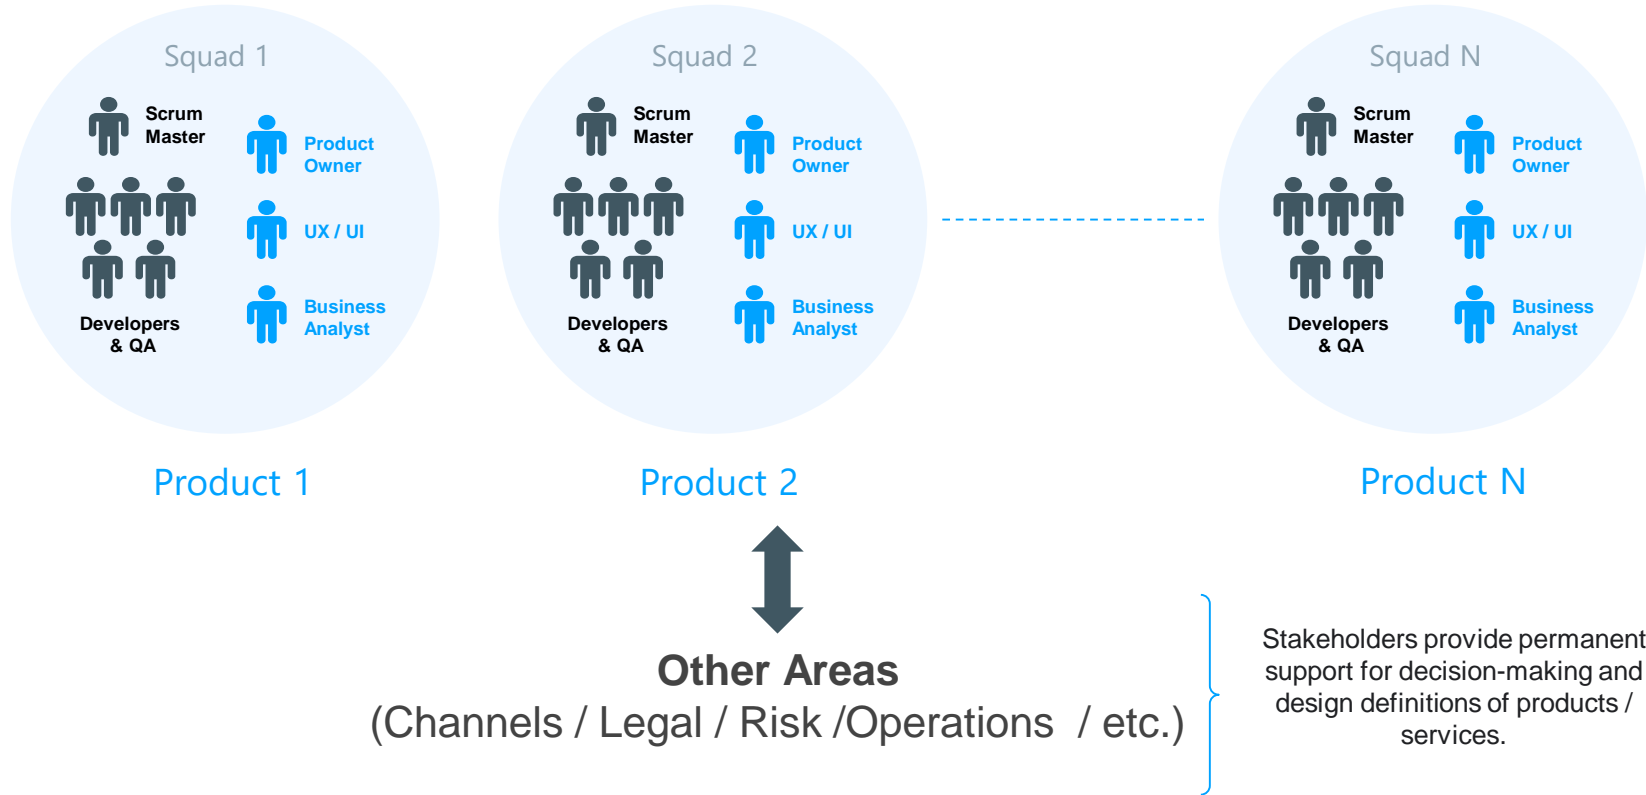 Squad 1
Scrum
Master
Product
Owner
UX / UI
Business
Analyst
Developers
& QA
Product 1
Squad 2
Scrum
Master
Product
Owner
UX / UI
Business
Analyst
Developers
& QA
Product 2
Squad N
Scrum
Master
Product
Owner
UX / UI
Business
Analyst
Developers
& QA
Product N
Other Areas
(Channels / Legal / Risk /Operations  / etc.)
Stakeholders provide permanent
support for decision-making and
design definitions of products /
services.